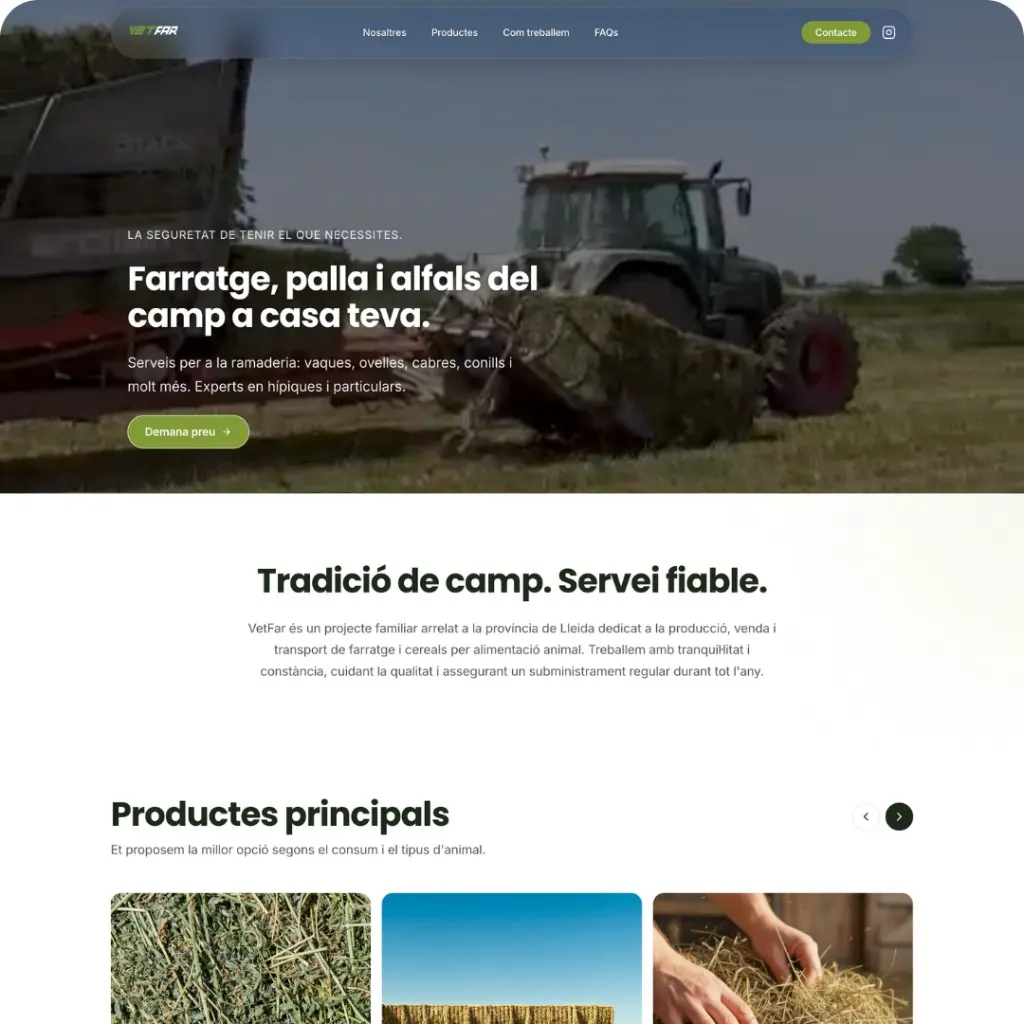 VETFAR
Nosaltres
Productes
Com treballem
FAQs
Contacte
LA SEGURETAT DE TENIR EL QUE NECESSITES.
Farratge, palla i alfals del
camp a casa teva.
Serveis per a la ramaderia: vaques, ovelles, cabres, conills i
molt més. Experts en hípiques i particulars.
Demana preu →
Tradició de camp. Servei fiable.
VetFar és un projecte familiar arrelat a la província de Lleida dedicat a la producció, venda i
transport de farratge i cereals per alimentació animal. Treballem amb tranquil·litat i
constància, cuidant la qualitat i assegurant un subministrament regular durant tot l'any.
Productes principals
Et proposem la millor opció segons el consum i el tipus d'animal.